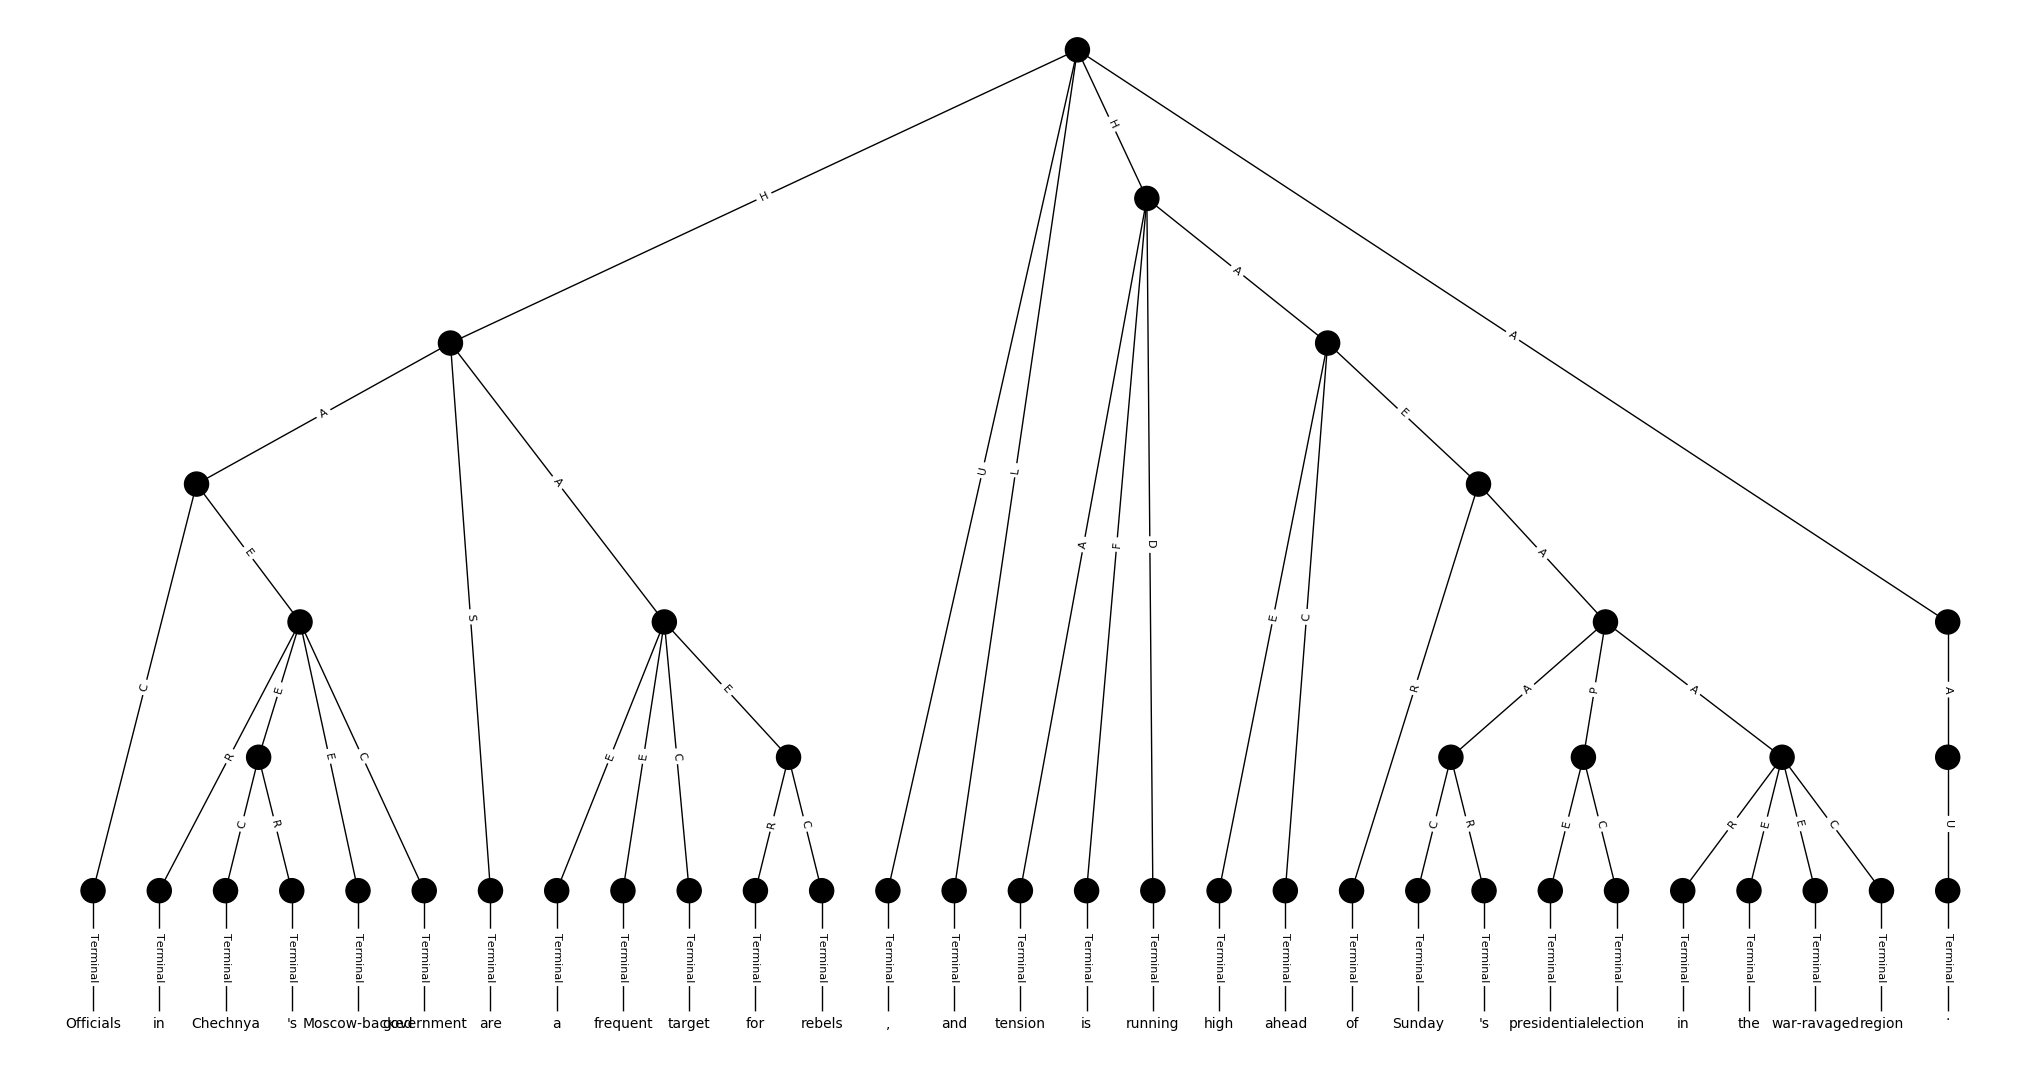 H
H
A
A
A
U
L
E
A
E
A
F
D
E
A
S
E
C
C
E
R
A
P
A
A
R
E
C
E
E
C
C
R
R
C
C
R
E
C
R
E
E
C
U
Terminal Terminal Terminal Terminal Terminal Terminal Terminal Terminal Terminal Terminal Terminal Terminal Terminal Terminal Terminal Terminal Terminal Terminal Terminal Terminal Terminal Terminal Terminal Terminal Terminal Terminal Terminal Terminal Terminal
Officials in Chechnya 's Moscow-backed government are a frequent target for rebels , and tension is running high ahead of Sunday 's presidential election in the war-ravaged region .